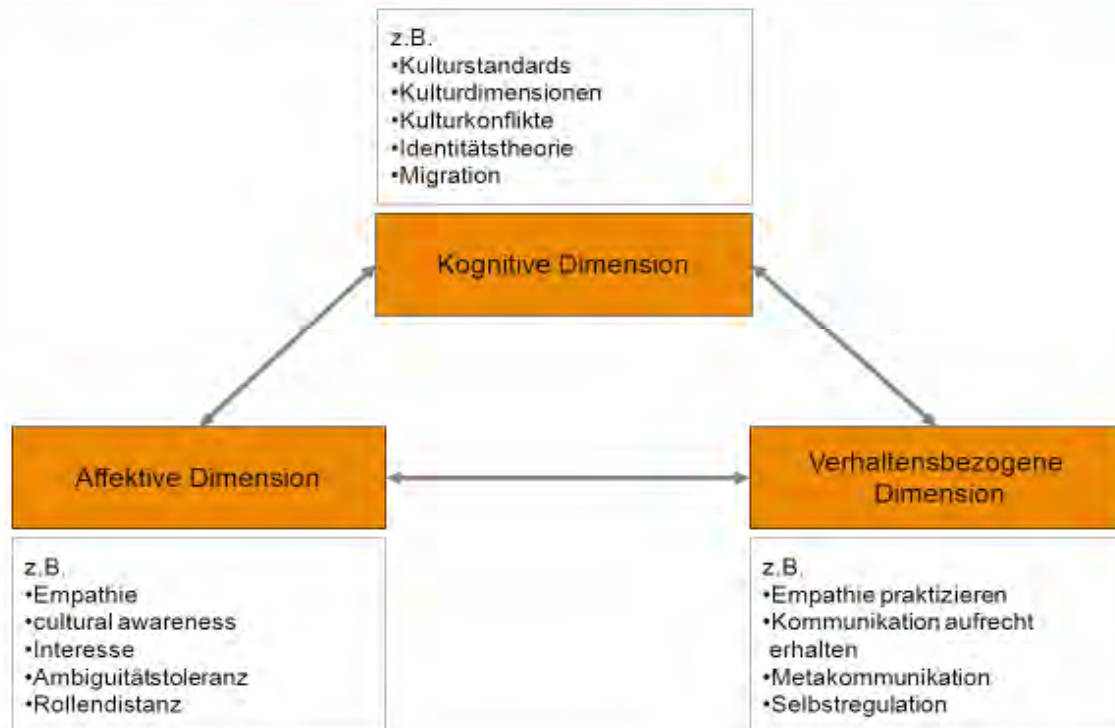 z.B.
•Kulturstandards
•Kulturdimensionen
•Kulturkonflikte
•Identitätstheorie
•Migration
Kognitive Dimension
Affektive Dimension
Verhaltensbezogene
Dimension
z.B.
•Empathie
•cultural awareness
•Interesse
•Ambiguitätstoleranz
•Rollendistanz
z.B.
•Empathie praktizieren
•Kommunikation aufrecht
erhalten
•Metakommunikation
•Selbstregulation